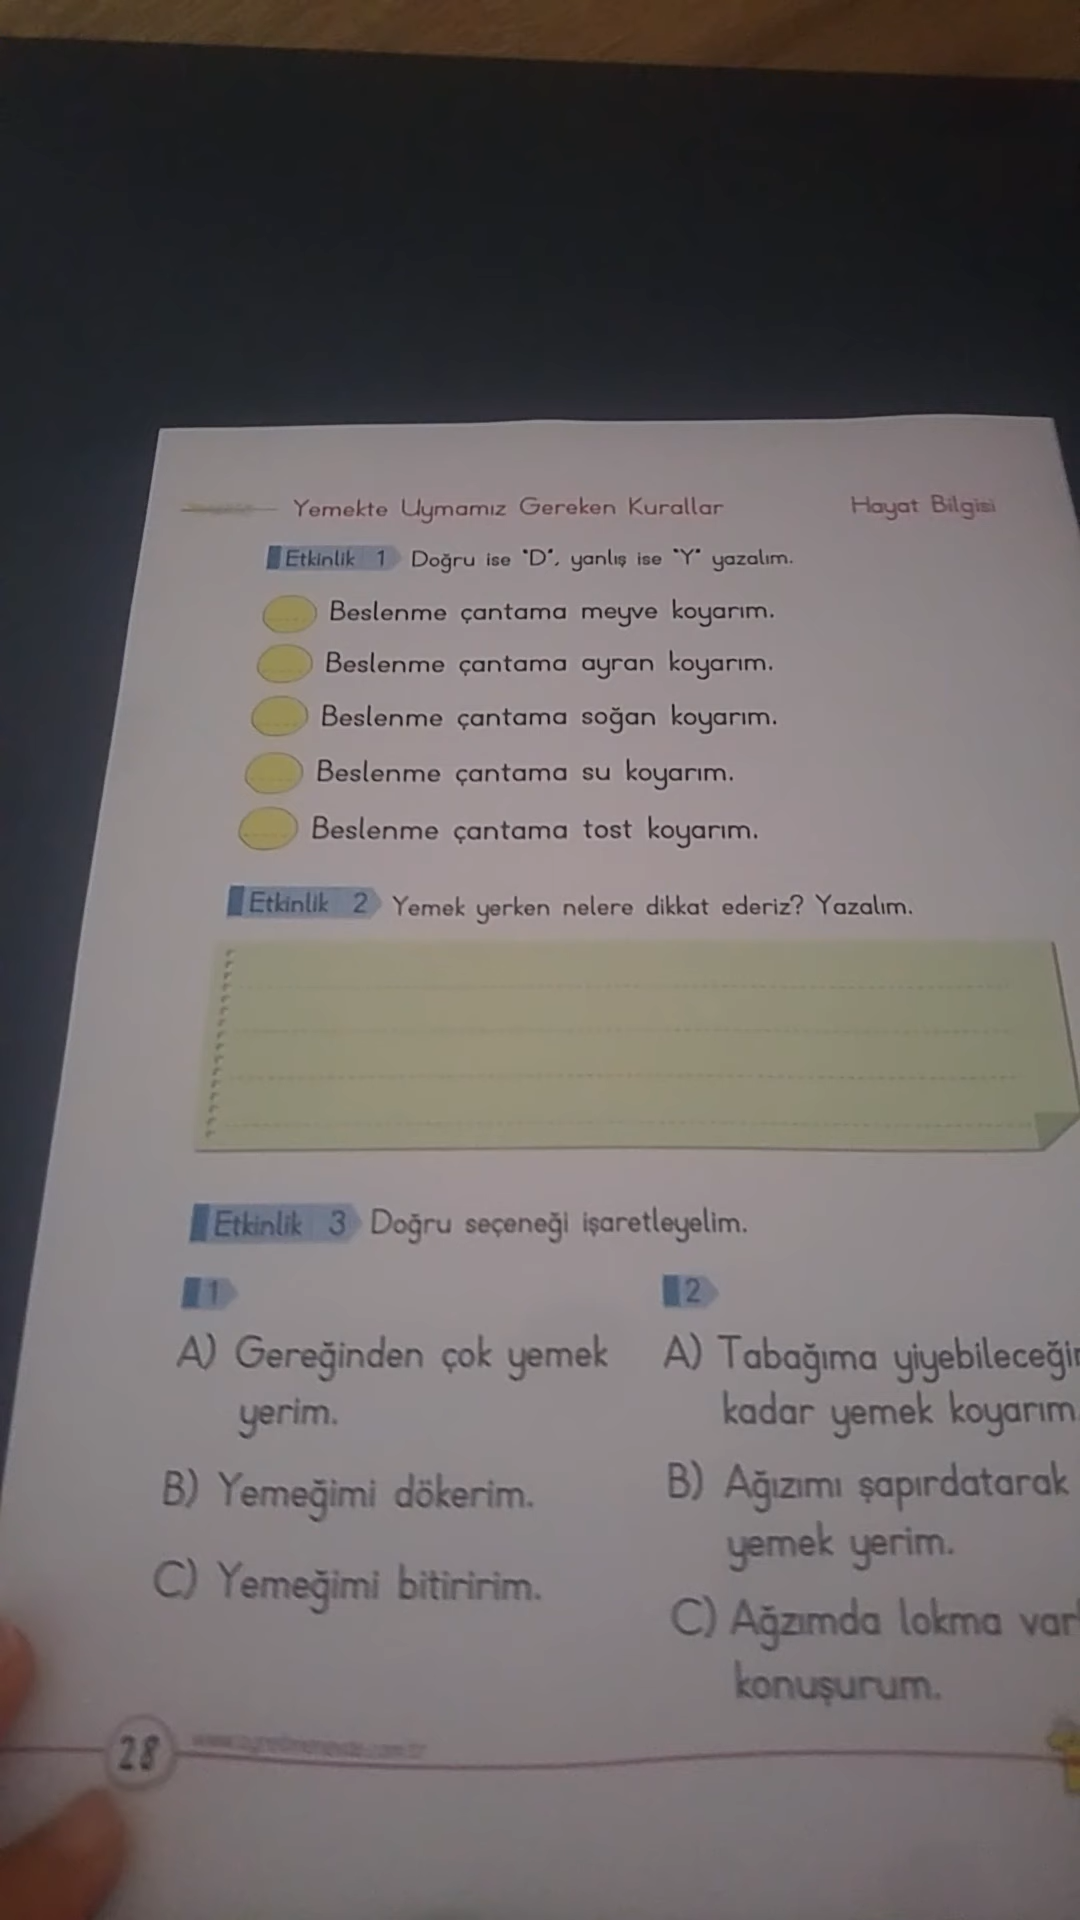 Yemekte Uymamız Gereken Kurallar Hayat Bilgisi
Etkinlik 1 Doğru ise "D", yanlış ise "Y" yazalım.
Beslenme çantama meyve koyarım.
Beslenme çantama ayran koyarım.
Beslenme çantama soğan koyarım.
Beslenme çantama su koyarım.
Beslenme çantama tost koyarım.
Etkinlik 2 Yemek yerken nelere dikkat ederiz? Yazalım.
Etkinlik 3 Doğru seçeneği işaretleyelim.
1
A) Gereğinden çok yemek
yerim.
B) Yemeğimi dökerim.
C) Yemeğimi bitiririm.
2
A) Tabağıma yiyebileceği
kadar yemek koyarım
B) Ağızımı şapırdatarak
yemek yerim.
C) Ağzımda lokma var
konuşurum.
28